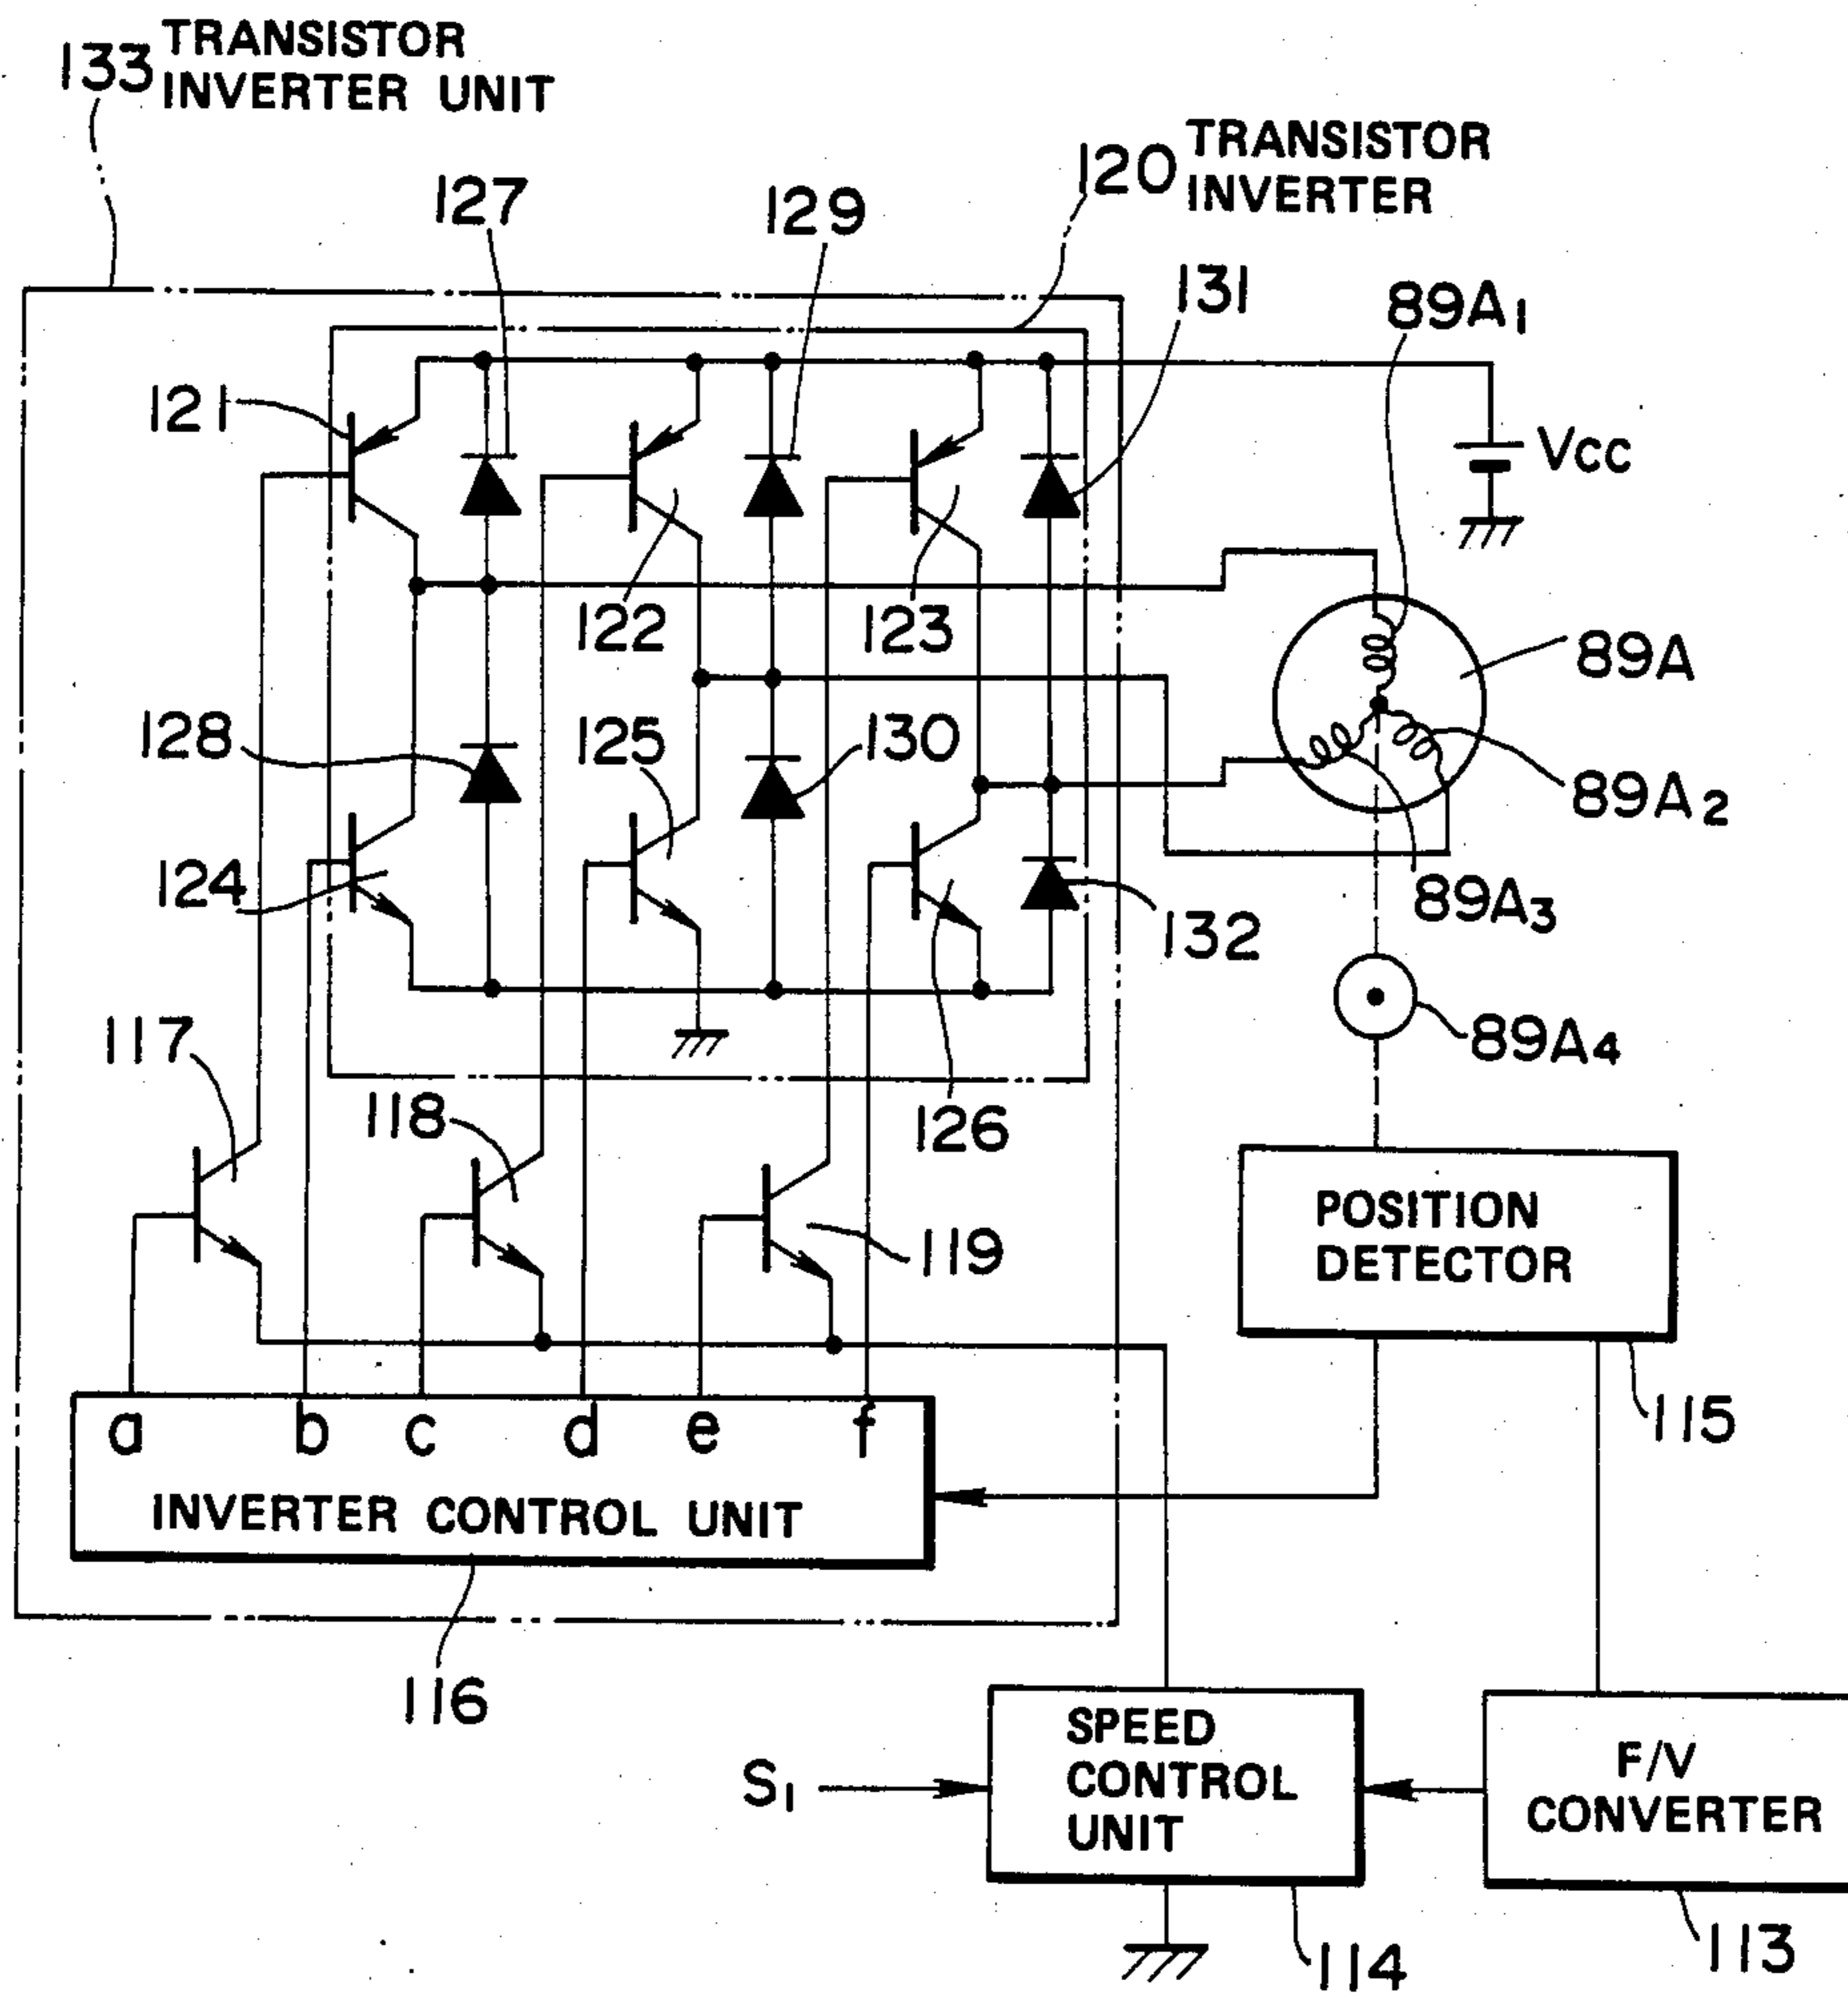 133 TRANSISTOR
INVERTER UNIT
120 TRANSISTOR
INVERTER
127
129
131
89A1
121
VCC
122
123
89A
128
125
130
89A2
124
89A3
132
117
89A4
118
126
POSITION
DETECTOR
119
115
a b c d e f
INVERTER CONTROL UNIT
116
SPEED
CONTROL
UNIT
S1
F/V
CONVERTER
114
113